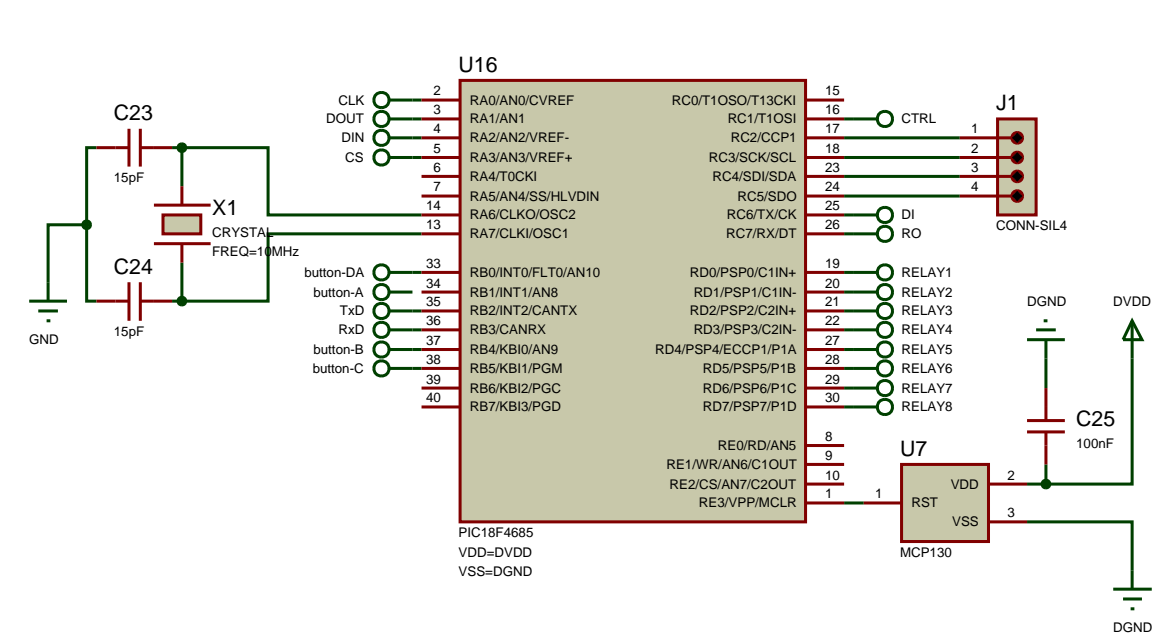 U16
CLK 2 RA0/AN0/CVREF RC0/T1OSO/T13CKI 15
DOUT 3 RA1/AN1 RC1/T1OSI 16 CTRL
DIN 4 RA2/AN2/VREF- RC2/CCP1 17
CS 5 RA3/AN3/VREF+ RC3/SCK/SCL 18
6 RA4/T0CKI RC4/SDI/SDA 23
7 RA5/AN4/SS/HLVDIN RC5/SDO 24
14 RA6/CLKO/OSC2 RC6/TX/CK 25 DI
13 RA7/CLKI/OSC1 RC7/RX/DT 26 RO
button-DA 33 RB0/INT0/FLT0/AN10 RD0/PSP0/C1IN+ 19 RELAY1
button-A 34 RB1/INT1/AN8 RD1/PSP1/C1IN- 20 RELAY2
TxD 35 RB2/INT2/CANTX RD2/PSP2/C2IN+ 21 RELAY3
RxD 36 RB3/CANRX RD3/PSP3/C2IN- 22 RELAY4
button-B 37 RB4/KBI0/AN9 RD4/PSP4/ECCP1/P1A 27 RELAY5
button-C 38 RB5/KBI1/PGM RD5/PSP5/P1B 28 RELAY6
39 RB6/KBI2/PGC RD6/PSP6/P1C 29 RELAY7
40 RB7/KBI3/PGD RD7/PSP7/P1D 30 RELAY8
RE0/RD/AN5 8
RE1/WR/AN6/C1OUT 9
RE2/CS/AN7/C2OUT 10
RE3/VPP/MCLR 1
PIC18F4685
VDD=DVDD
VSS=DGND
C23
15pF
X1
CRYSTAL
FREQ=10MHz
C24
15pF
GND
J1
1
2
3
4
CONN-SIL4
DGND
DVDD
C25
100nF
U7
1 RST VDD 2
VSS 3
MCP130
DGND